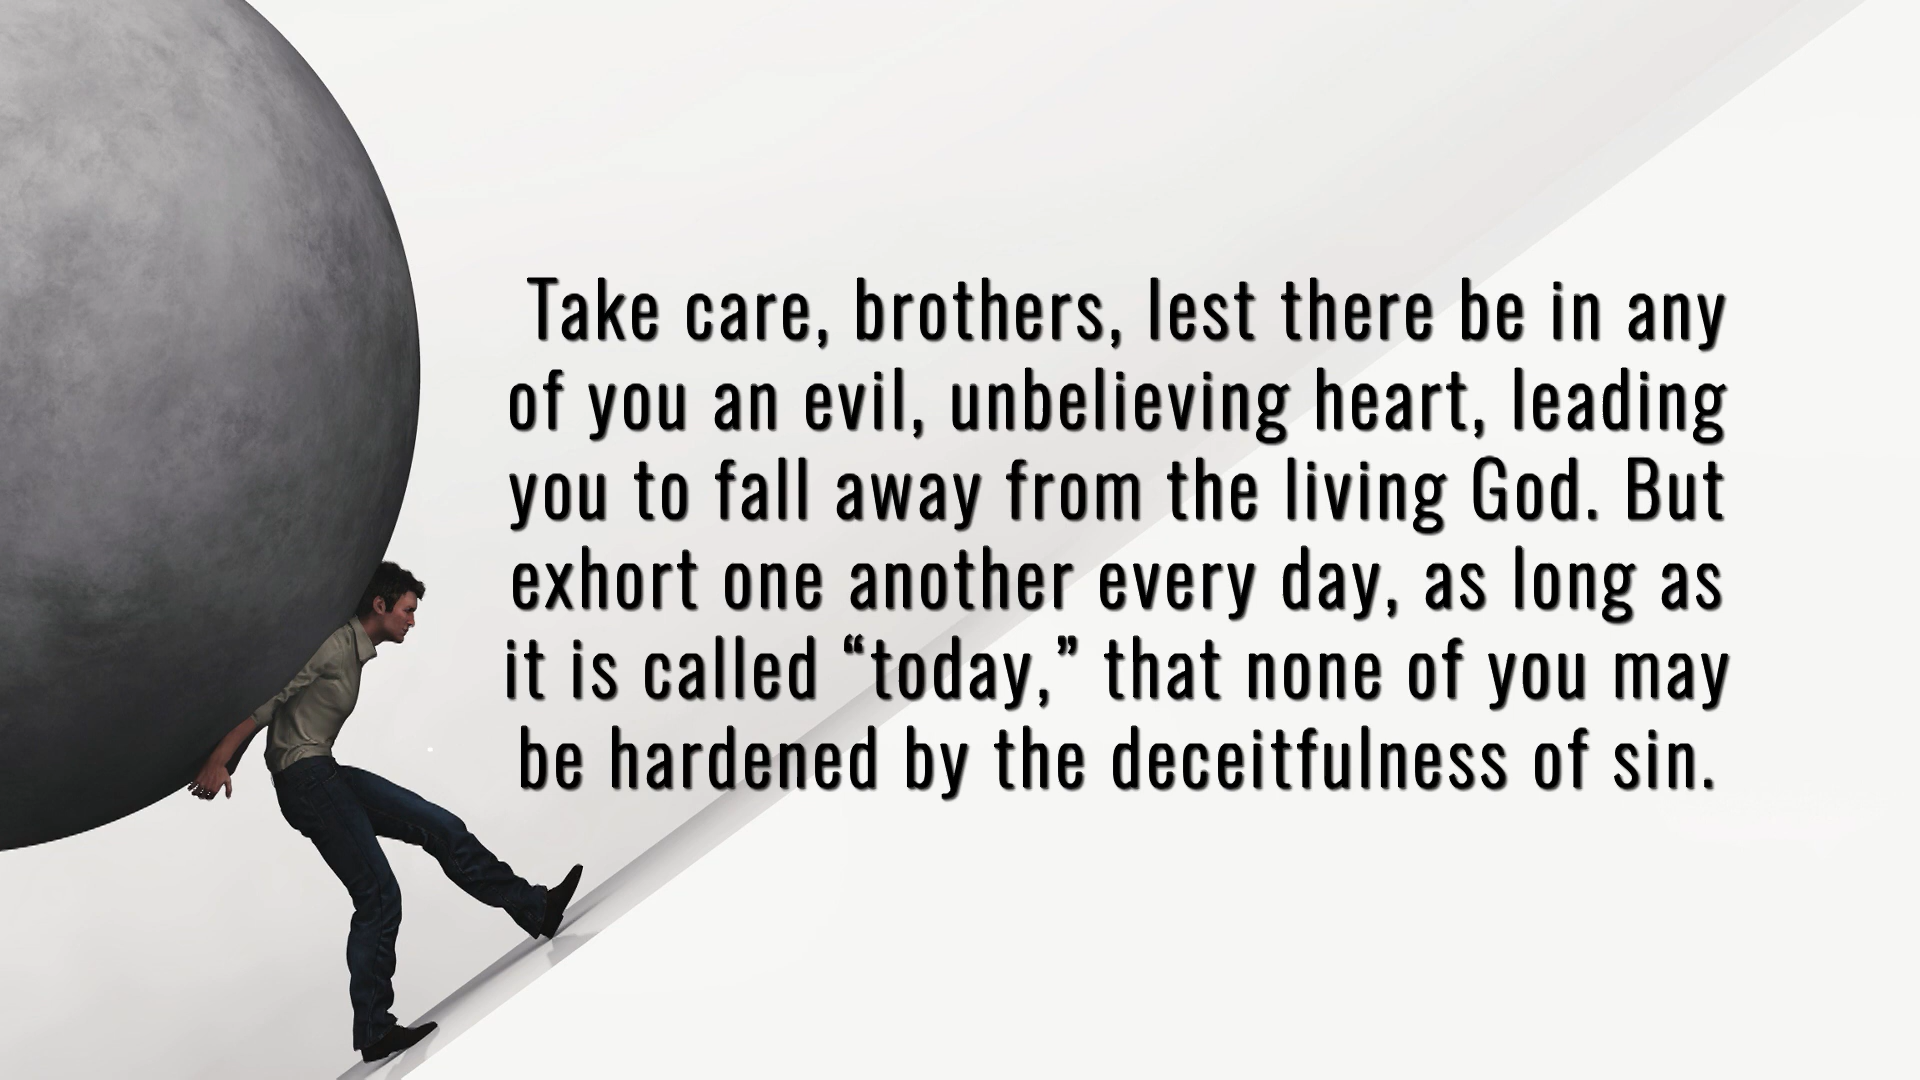 Take care, brothers, lest there be in any
of you an evil, unbelieving heart, leading
you to fall away from the living God. But
exhort one another every day, as long as
it is called “today,” that none of you may
be hardened by the deceitfulness of sin.